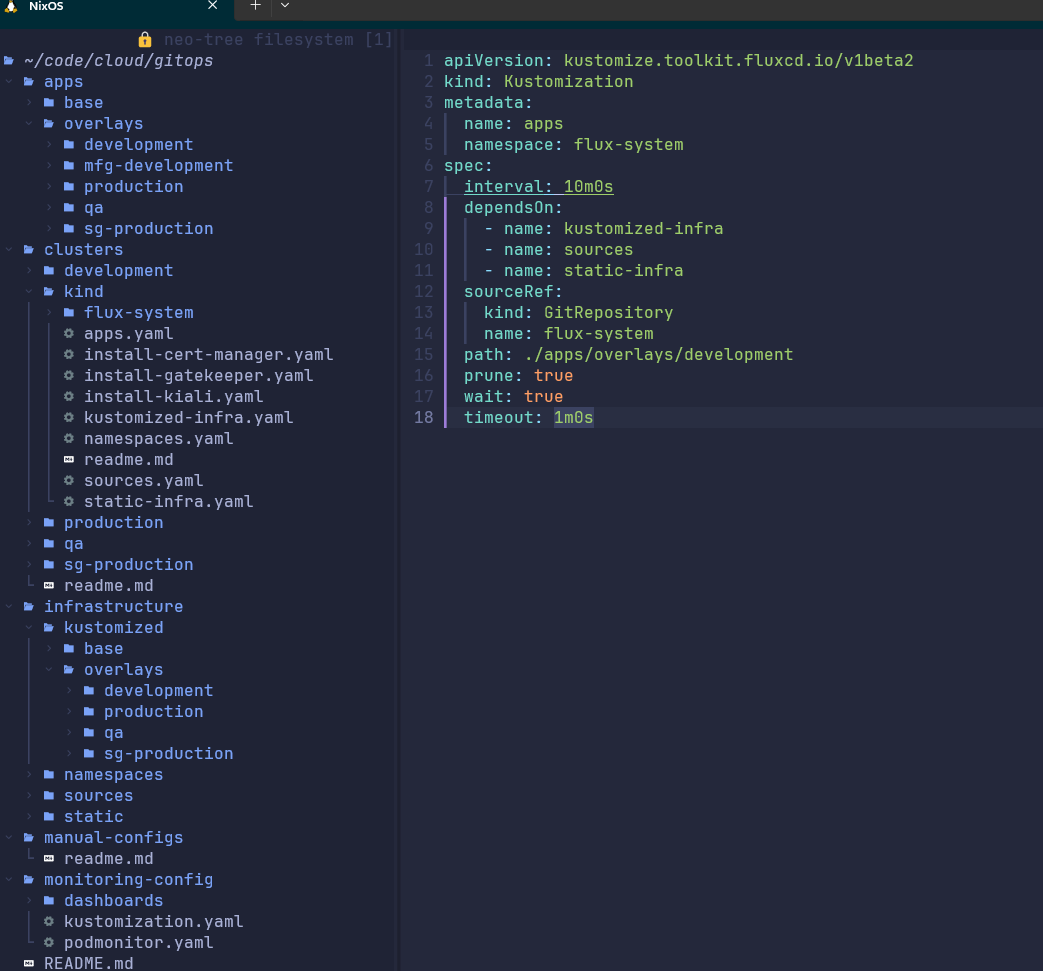 NixOS
neo-tree filesystem [1]
~/code/cloud/gitops
apps
base
overlays
development
mfg-development
production
qa
sg-production
clusters
development
kind
flux-system
apps.yaml
install-cert-manager.yaml
install-gatekeeper.yaml
install-kiali.yaml
kustomized-infra.yaml
namespaces.yaml
readme.md
sources.yaml
static-infra.yaml
production
qa
sg-production
readme.md
infrastructure
kustomized
base
overlays
development
production
qa
sg-production
namespaces
sources
static
manual-configs
readme.md
monitoring-config
dashboards
kustomization.yaml
podmonitor.yaml
README.md
1 apiVersion: kustomize.toolkit.fluxcd.io/v1beta2
2 kind: Kustomization
3 metadata:
4   name: apps
5   namespace: flux-system
6 spec:
7   interval: 10m0s
8   dependsOn:
9     - name: kustomized-infra
10     - name: sources
11     - name: static-infra
12   sourceRef:
13     kind: GitRepository
14     name: flux-system
15   path: ./apps/overlays/development
16   prune: true
17   wait: true
18   timeout: 1m0s